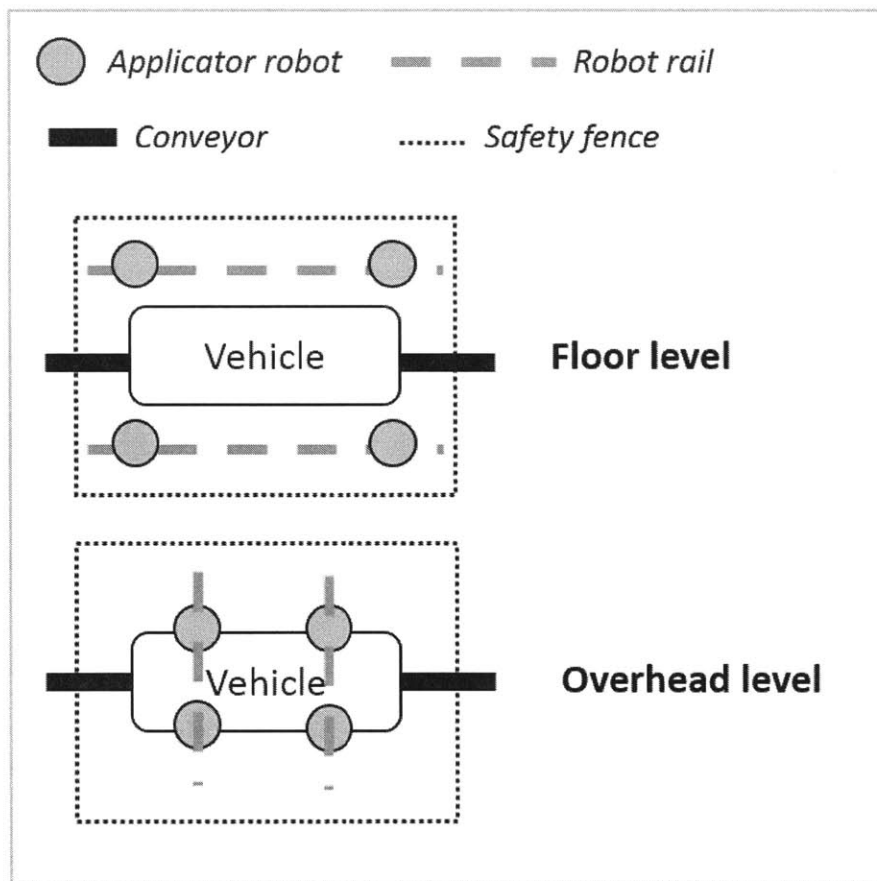 Applicator robot
Robot rail
Conveyor
Safety fence
Vehicle
Floor level
Vehicle
Overhead level